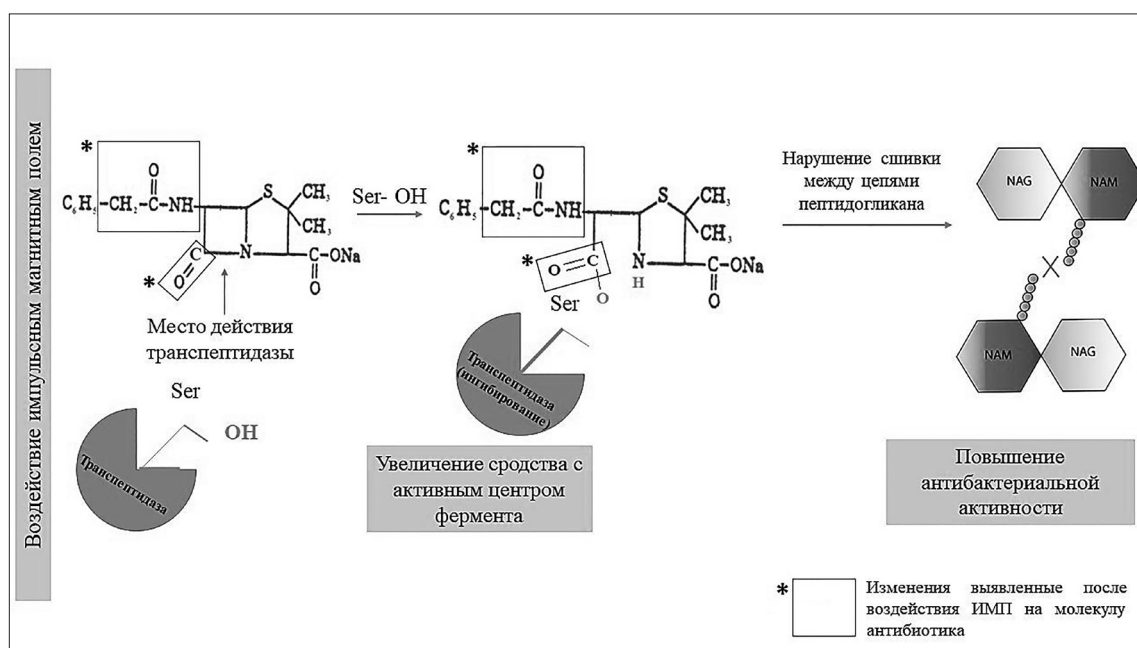 Воздействие импульсным магнитным полем
*
O
C₆H₅-CH₂-C-NH
S
CH₃
CH₃
N
C-ONa
O
*
O=C
Место действия
транспептидазы
Ser
OH
Транспептидаза
Ser- OH
*
O
C₆H₅-CH₂-C-NH
S
CH₃
CH₃
*
O=C
O
N
H
C-ONa
O
Ser
Транспептидаза
(ингибирование)
Увеличение сродства с
активным центром
фермента
Нарушение сшивки
между цепями
пептидогликана
NAG
NAM
X
NAM
NAG
Повышение
антибактериальной
активности
*
Изменения выявленные после
воздействия ИМП на молекулу
антибиотика